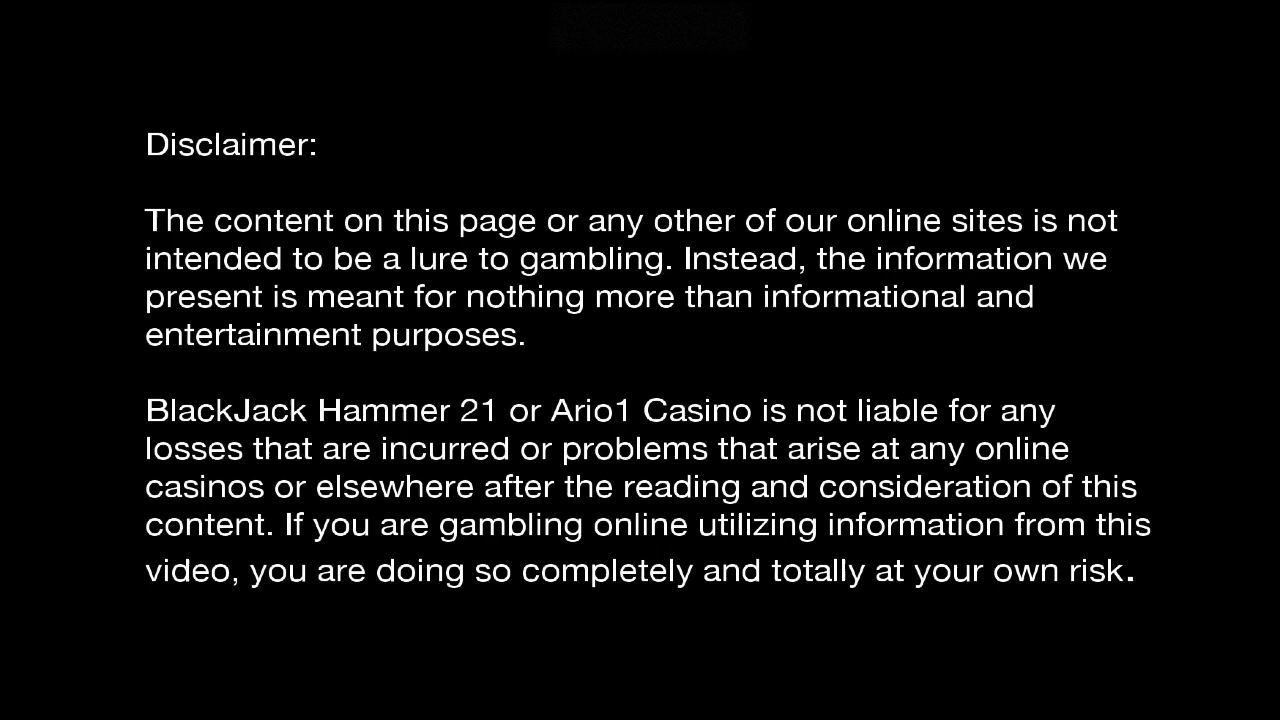 Disclaimer:
The content on this page or any other of our online sites is not
intended to be a lure to gambling. Instead, the information we
present is meant for nothing more than informational and
entertainment purposes.
BlackJack Hammer 21 or Ario1 Casino is not liable for any
losses that are incurred or problems that arise at any online
casinos or elsewhere after the reading and consideration of this
content. If you are gambling online utilizing information from this
video, you are doing so completely and totally at your own risk.